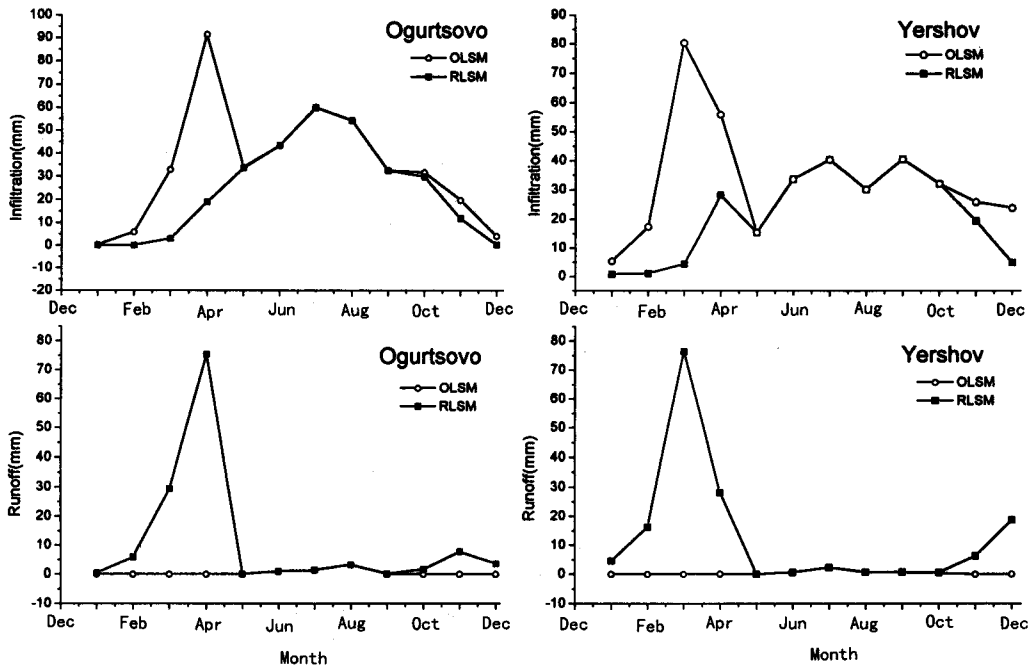 Ogurtsovo
OLSM
RLSM
Infiltration(mm)
100
90
80
70
60
50
40
30
20
10
0
-10
-20
Dec Feb Apr Jun Aug Oct Dec
Yershov
OLSM
RLSM
Infiltration(mm)
90
80
70
60
50
40
30
20
10
0
Dec Feb Apr Jun Aug Oct Dec
Ogurtsovo
OLSM
RLSM
Runoff(mm)
80
70
60
50
40
30
20
10
0
-10
Dec Feb Apr Jun Aug Oct Dec
Month
Yershov
OLSM
RLSM
Runoff(mm)
80
70
60
50
40
30
20
10
0
-10
Dec Feb Apr Jun Aug Oct Dec
Month